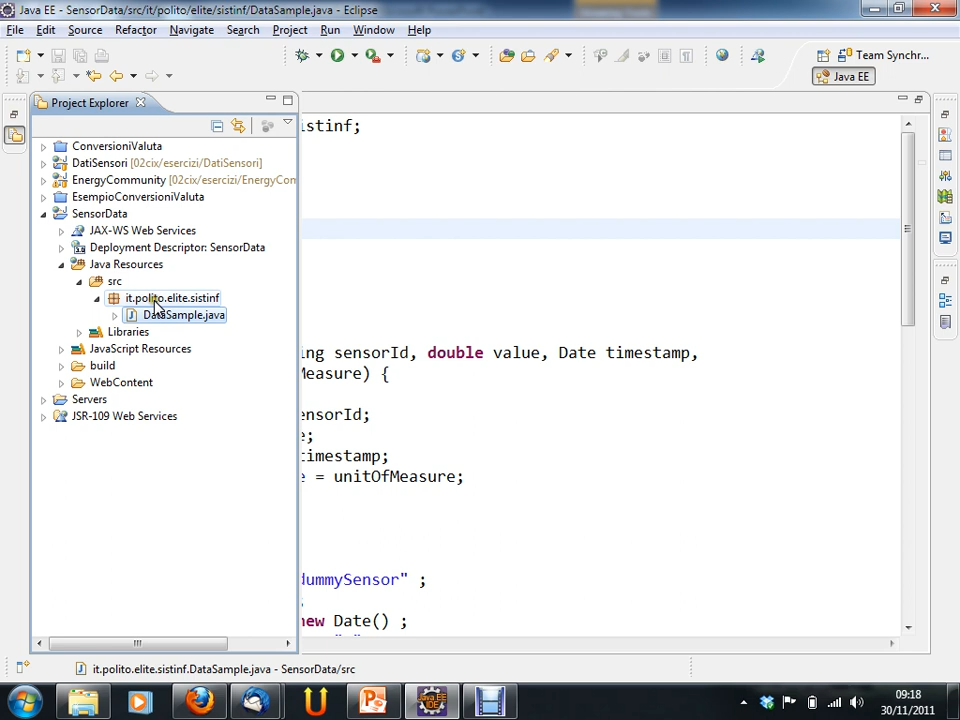 Java EE - SensorData/src/it/polito/elite/sistinf/DataSample.java - Eclipse
File Edit Source Refactor Navigate Search Project Run Window Help
Team Synchr...
Java EE
Project Explorer
ConversioniValuta
DatiSensori [02cix/esercizi/DatiSensori]
EnergyCommunity [02cix/esercizi/EnergyCom
EsempioConversioniValuta
SensorData
JAX-WS Web Services
Deployment Descriptor: SensorData
Java Resources
src
it.polito.elite.sistinf
DataSample.java
Libraries
JavaScript Resources
build
WebContent
Servers
JSR-109 Web Services
istinf;
ing sensorId, double value, Date timestamp,
Measure) {
ensorId;
e;
timestamp;
e = unitOfMeasure;
dummySensor" ;
new Date() ;
it.polito.elite.sistinf.DataSample.java - SensorData/src
09:18
30/11/2011